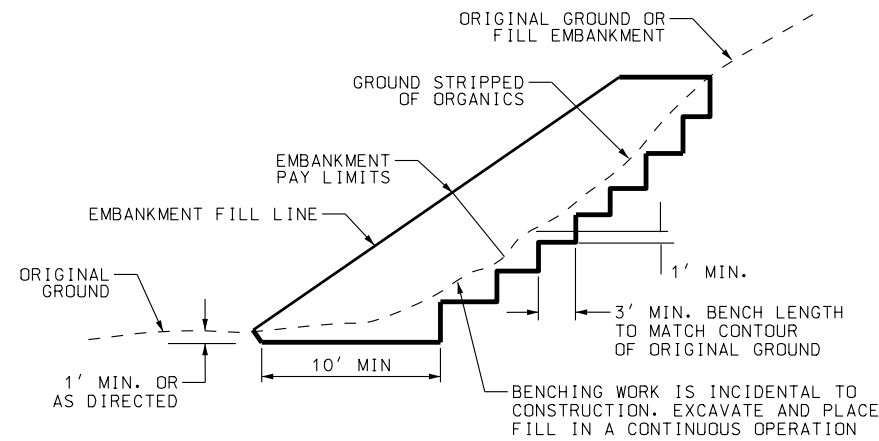 ORIGINAL GROUND OR
FILL EMBANKMENT
GROUND STRIPPED
OF ORGANICS
EMBANKMENT
PAY LIMITS
EMBANKMENT FILL LINE
ORIGINAL
GROUND
1' MIN.
3' MIN. BENCH LENGTH
TO MATCH CONTOUR
OF ORIGINAL GROUND
10' MIN
1' MIN. OR
AS DIRECTED
BENCHING WORK IS INCIDENTAL TO
CONSTRUCTION. EXCAVATE AND PLACE
FILL IN A CONTINUOUS OPERATION